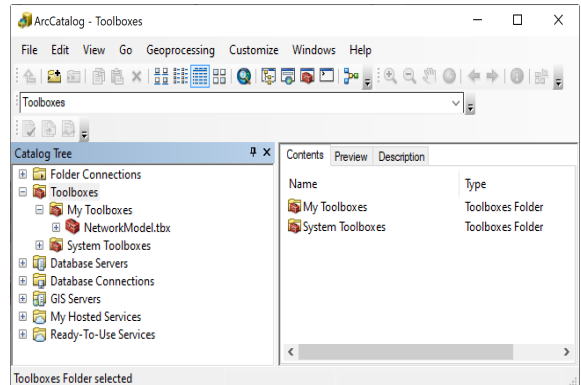 ArcCatalog - Toolboxes
File Edit View Go Geoprocessing Customize Windows Help
Toolboxes
Catalog Tree
Folder Connections
Toolboxes
My Toolboxes
NetworkModel.tbx
System Toolboxes
Database Servers
Database Connections
GIS Servers
My Hosted Services
Ready-To-Use Services
Contents Preview Description
Name Type
My Toolboxes Toolboxes Folder
System Toolboxes Toolboxes Folder
Toolboxes Folder selected